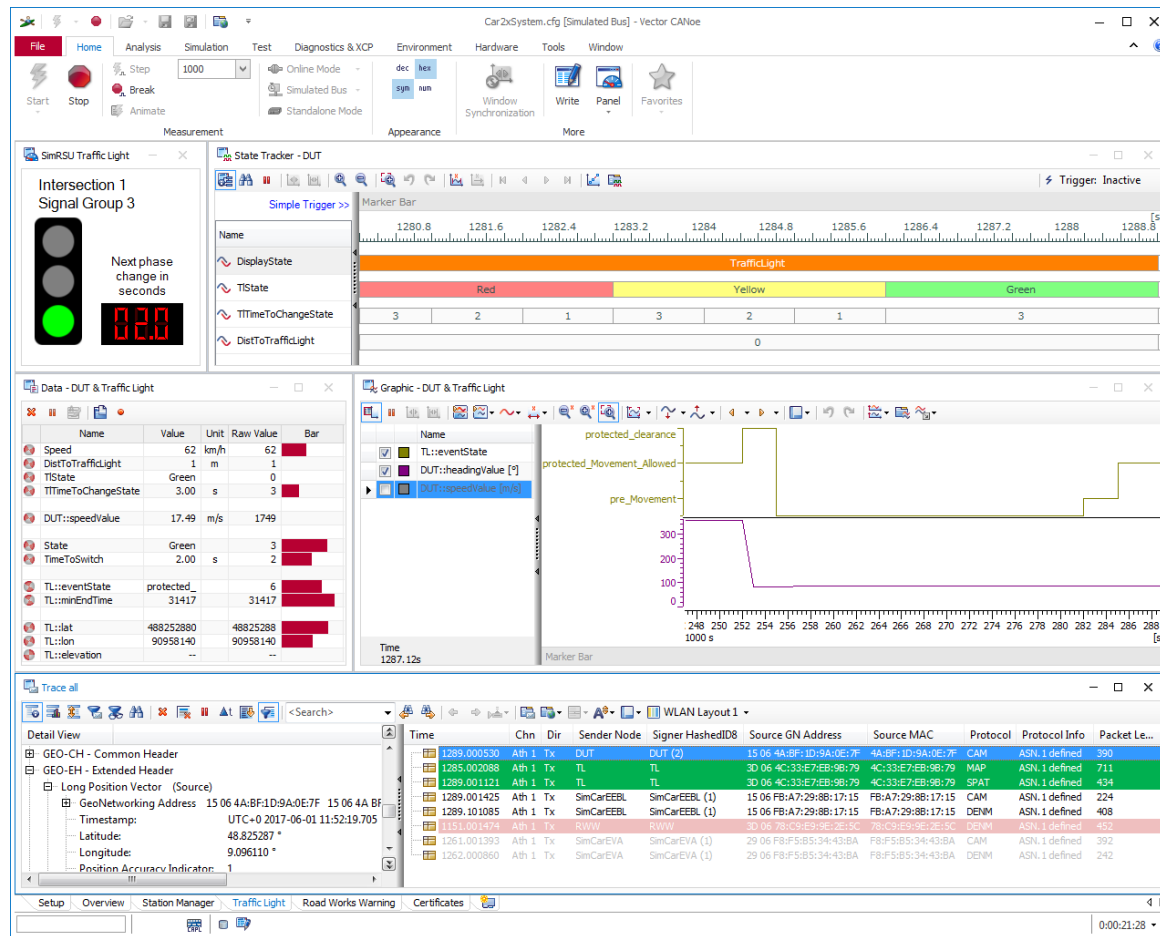 Car2xSystem.cfg [Simulated Bus] - Vector CANoe
File Home Analysis Simulation Test Diagnostics & XCP Environment Hardware Tools Window
Start Stop Step 1000 Online Mode dec hex Window Synchronization Write Panel Favorites
Break Simulated Bus sym num
Animate Standalone Mode
Measurement Appearance More
SimRSU Traffic Light
Intersection 1
Signal Group 3
Next phase
change in
seconds
02.0
State Tracker - DUT
Trigger: Inactive
Simple Trigger >> Marker Bar
Name 1280.8 1281.6 1282.4 1283.2 1284 1284.8 1285.6 1286.4 1287.2 1288 1288.8
DisplayState TrafficLight
TlState Red Yellow Green
TlTimeToChangeState 3 2 1 3 2 1 3
DistToTrafficLight 0
Data - DUT & Traffic Light
Name Value Unit Raw Value Bar
Speed 62 km/h 62
DistToTrafficLight 1 m 1
TlState Green 0
TlTimeToChangeState 3.00 s 3
DUT::speedValue 17.49 m/s 1749
State Green 3
TimeToSwitch 2.00 s 2
TL::eventState protected_ 6
TL::minEndTime 31417 31417
TL::lat 488252880 48825288
TL::lon 90958140 90958140
TL::elevation -- --
Graphic - DUT & Traffic Light
Name
TL::eventState
DUT::headingValue [°]
DUT::speedValue [m/s]
Time
1287.12s
protected_clearance
protected_Movement_Allowed
pre_Movement
300
200
100
0
248 250 252 254 256 258 260 262 264 266 268 270 272 274 276 278 280 282 284 286 288
1000 s
Marker Bar
Trace all
<Search> WLAN Layout 1
Detail View
GEO-CH - Common Header
GEO-EH - Extended Header
Long Position Vector (Source)
GeoNetworking Address 15 06 4A:BF:1D:9A:0E:7F 15 06 4A BF
Timestamp: UTC+0 2017-06-01 11:52:19.705
Latitude: 48.825287 °
Longitude: 9.096110 °
Position Accuracy Indicator: 1
Time Chn Dir Sender Node Signer HashedID8 Source GN Address Source MAC Protocol Protocol Info Packet Le...
1289.000530 Ath 1 Tx DUT DUT (2) 15 06 4A:BF:1D:9A:0E:7F 4A:BF:1D:9A:0E:7F CAM ASN.1 defined 390
1285.002088 Ath 1 Tx TL TL 3D 06 4C:33:E7:EB:9B:79 4C:33:E7:EB:9B:79 MAP ASN.1 defined 711
1289.001121 Ath 1 Tx TL TL 3D 06 4C:33:E7:EB:9B:79 4C:33:E7:EB:9B:79 SPAT ASN.1 defined 434
1289.001425 Ath 1 Tx SimCarEEBL SimCarEEBL (1) 15 06 FB:A7:29:8B:17:15 FB:A7:29:8B:17:15 CAM ASN.1 defined 224
1289.101085 Ath 1 Tx SimCarEEBL SimCarEEBL (1) 15 06 FB:A7:29:8B:17:15 FB:A7:29:8B:17:15 DENM ASN.1 defined 408
1151.001474 Ath 1 Tx RWW RWW 3D 06 78:C9:E9:9E:2E:5C 78:C9:E9:9E:2E:5C DENM ASN.1 defined 452
1261.001393 Ath 1 Tx SimCarEVA SimCarEVA (1) 29 06 F8:F5:B5:34:43:BA F8:F5:B5:34:43:BA CAM ASN.1 defined 392
1262.000860 Ath 1 Tx SimCarEVA SimCarEVA (1) 29 06 F8:F5:B5:34:43:BA F8:F5:B5:34:43:BA DENM ASN.1 defined 242
Setup Overview Station Manager Traffic Light Road Works Warning Certificates
CAPL 0:00:21:28